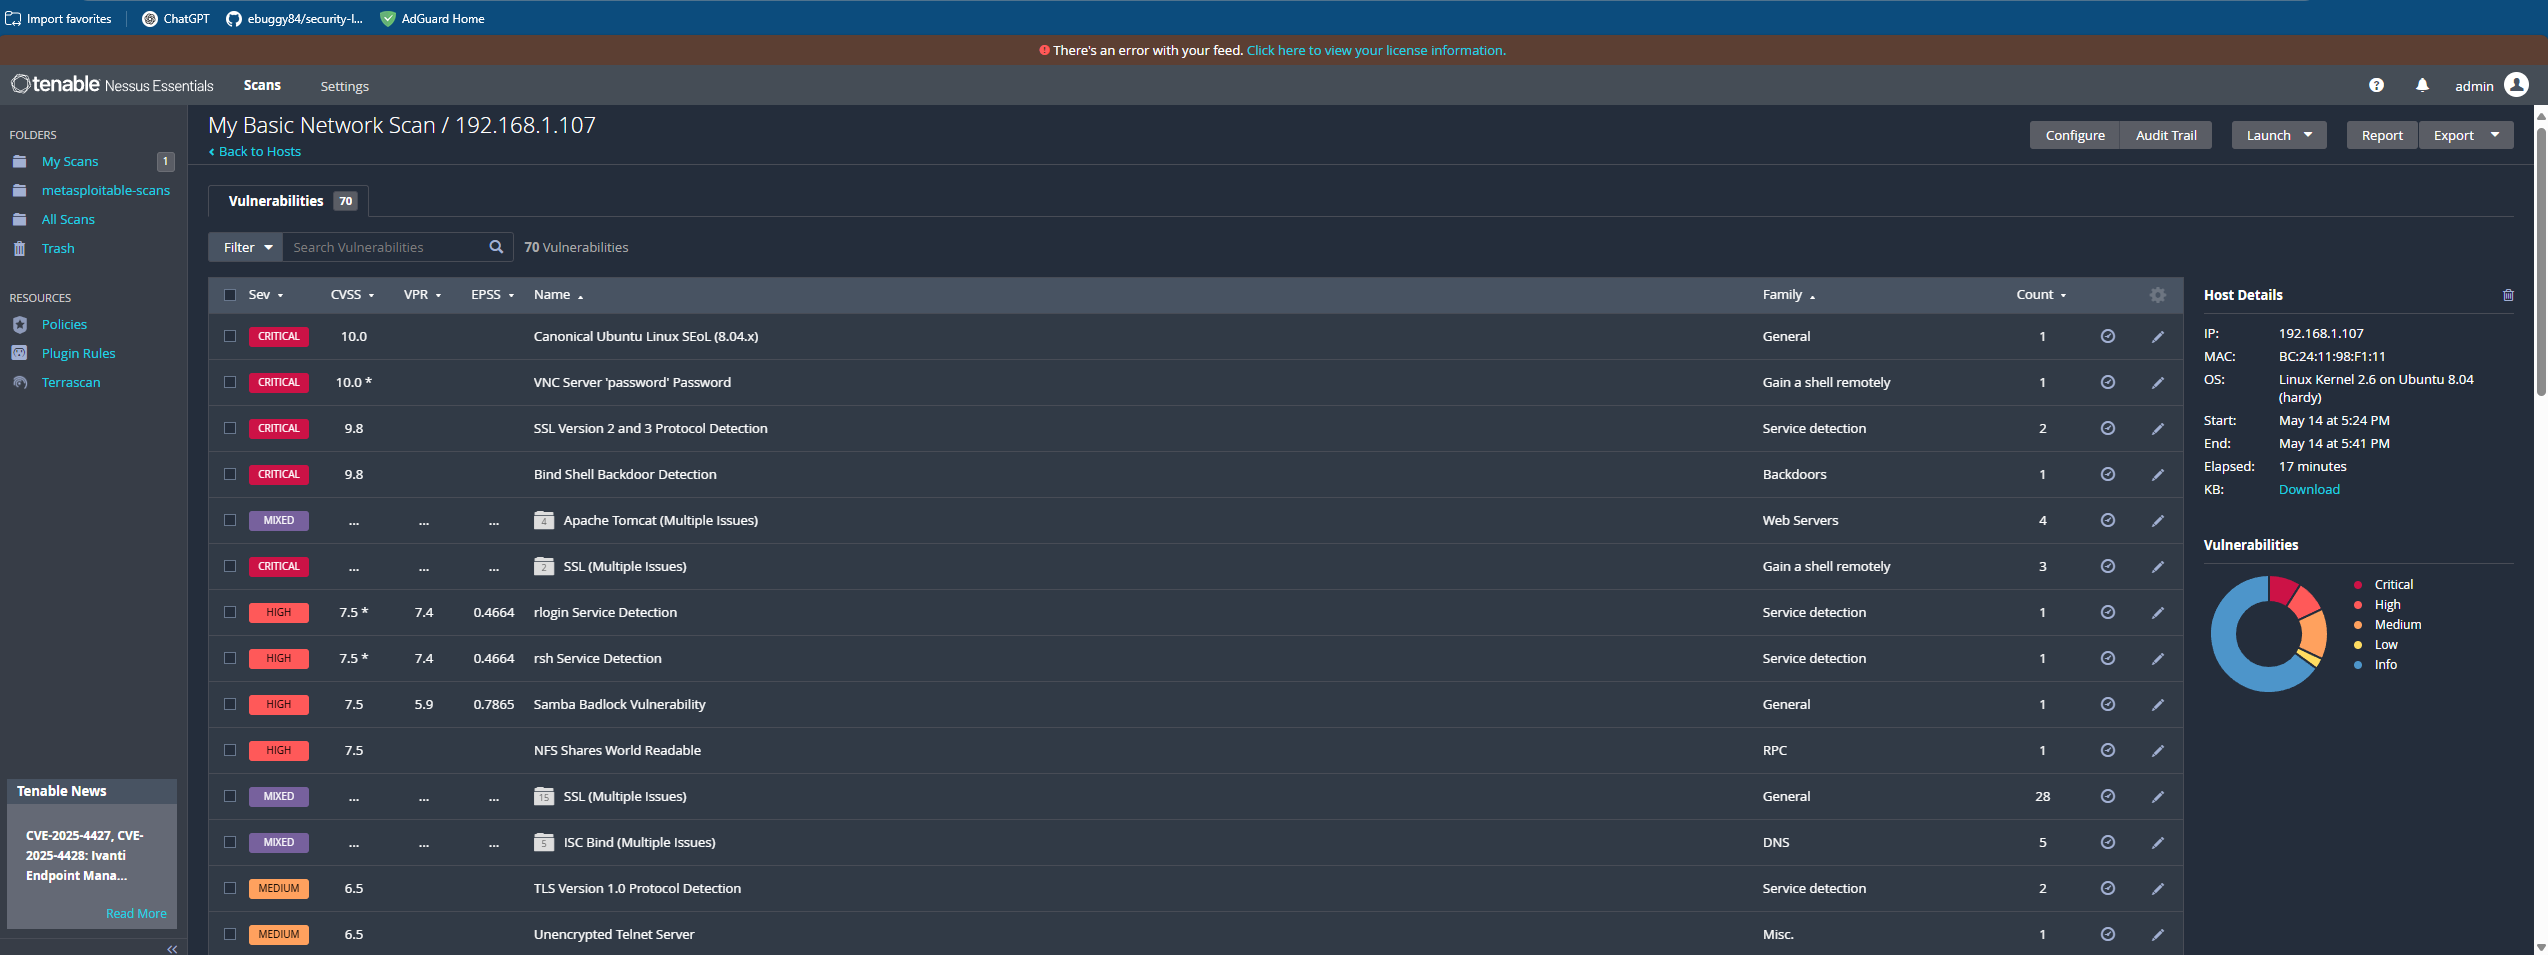 Import favorites
ChatGPT
ebuggy84/security-l...
AdGuard Home
There's an error with your feed. Click here to view your license information.
tenable Nessus Essentials
Scans
Settings
admin
FOLDERS
My Scans 1
metasploitable-scans
All Scans
Trash
RESOURCES
Policies
Plugin Rules
Terrascan
Tenable News
CVE-2025-4427, CVE-
2025-4428: Ivanti
Endpoint Mana...
Read More
My Basic Network Scan / 192.168.1.107
Back to Hosts
Configure Audit Trail Launch Report Export
Vulnerabilities 70
Filter Search Vulnerabilities 70 Vulnerabilities
Sev CVSS VPR EPSS Name Family Count
CRITICAL 10.0 Canonical Ubuntu Linux SEoL (8.04.x) General 1
CRITICAL 10.0 * VNC Server 'password' Password Gain a shell remotely 1
CRITICAL 9.8 SSL Version 2 and 3 Protocol Detection Service detection 2
CRITICAL 9.8 Bind Shell Backdoor Detection Backdoors 1
MIXED ... ... ... 4 Apache Tomcat (Multiple Issues) Web Servers 4
CRITICAL ... ... ... 2 SSL (Multiple Issues) Gain a shell remotely 3
HIGH 7.5 * 7.4 0.4664 rlogin Service Detection Service detection 1
HIGH 7.5 * 7.4 0.4664 rsh Service Detection Service detection 1
HIGH 7.5 5.9 0.7865 Samba Badlock Vulnerability General 1
HIGH 7.5 NFS Shares World Readable RPC 1
MIXED ... ... ... 15 SSL (Multiple Issues) General 28
MIXED ... ... ... 5 ISC Bind (Multiple Issues) DNS 5
MEDIUM 6.5 TLS Version 1.0 Protocol Detection Service detection 2
MEDIUM 6.5 Unencrypted Telnet Server Misc. 1
Host Details
IP: 192.168.1.107
MAC: BC:24:11:98:F1:11
OS: Linux Kernel 2.6 on Ubuntu 8.04
(hardy)
Start: May 14 at 5:24 PM
End: May 14 at 5:41 PM
Elapsed: 17 minutes
KB: Download
Vulnerabilities
Critical
High
Medium
Low
Info